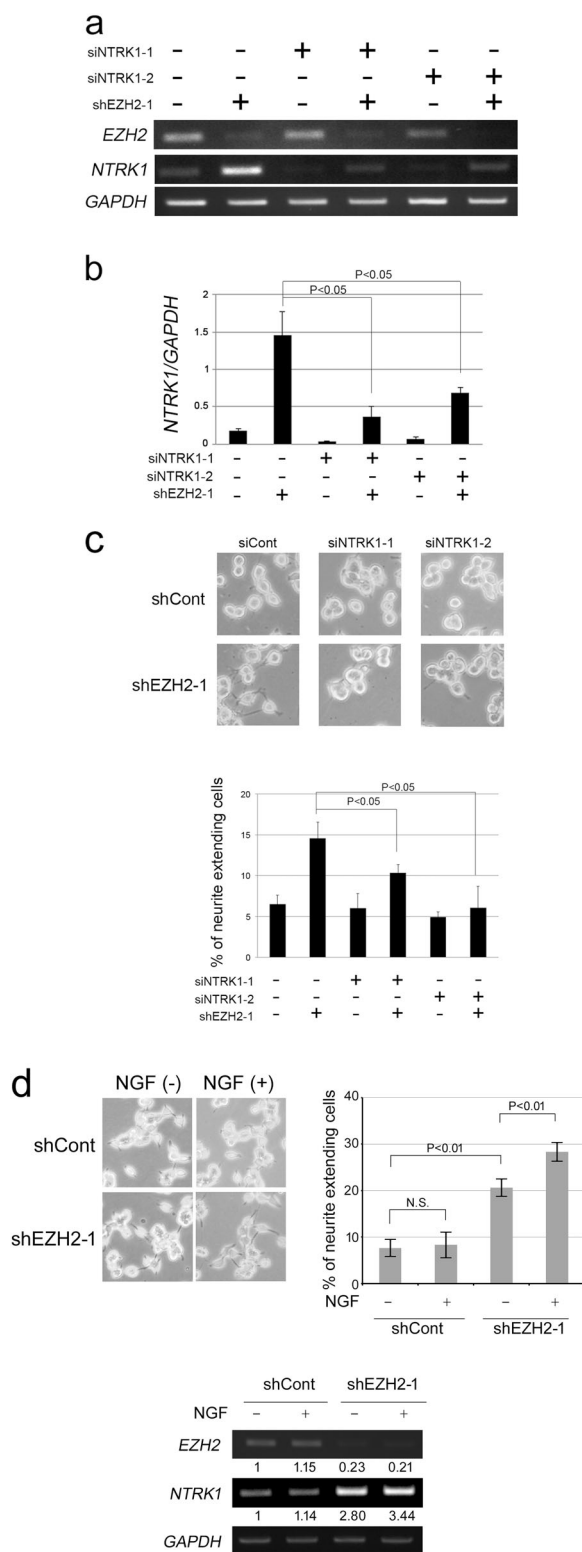 a
siNTRK1-1 – – + + – –
siNTRK1-2 – – – – + +
shEZH2-1 – + – + – +
EZH2
NTRK1
GAPDH
b
P<0.05
P<0.05
NTRK1/GAPDH
2
1.5
1
0.5
0
siNTRK1-1 – – + + – –
siNTRK1-2 – – – – + +
shEZH2-1 – + – + – +
c
siCont siNTRK1-1 siNTRK1-2
shCont
shEZH2-1
P<0.05
P<0.05
% of neurite extending cells
20
15
10
5
0
siNTRK1-1 – – + + – –
siNTRK1-2 – – – – + +
shEZH2-1 – + – + – +
d
NGF (-) NGF (+)
shCont
shEZH2-1
% of neurite extending cells
40
30
20
10
0
P<0.01
P<0.01
N.S.
NGF – + – +
shCont shEZH2-1
shCont shEZH2-1
NGF – + – +
EZH2
1 1.15 0.23 0.21
NTRK1
1 1.14 2.80 3.44
GAPDH